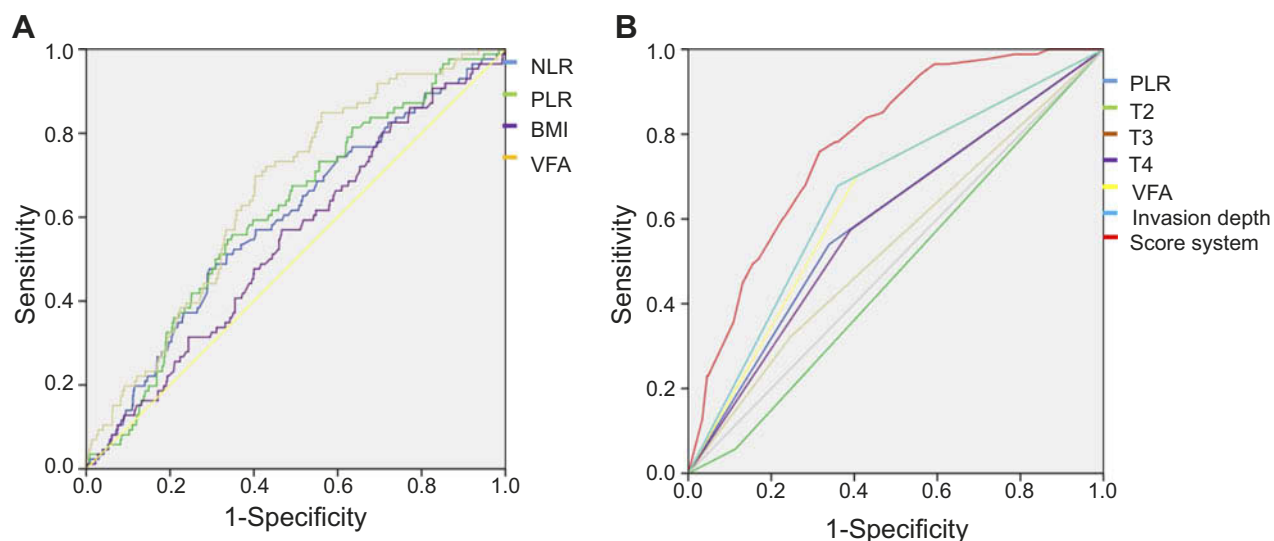 A
1.0
0.8
0.6
0.4
0.2
0.0
Sensitivity
0.0 0.2 0.4 0.6 0.8 1.0
1-Specificity
NLR
PLR
BMI
VFA
B
1.0
0.8
0.6
0.4
0.2
0.0
Sensitivity
0.0 0.2 0.4 0.6 0.8 1.0
1-Specificity
PLR
T2
T3
T4
VFA
Invasion depth
Score system